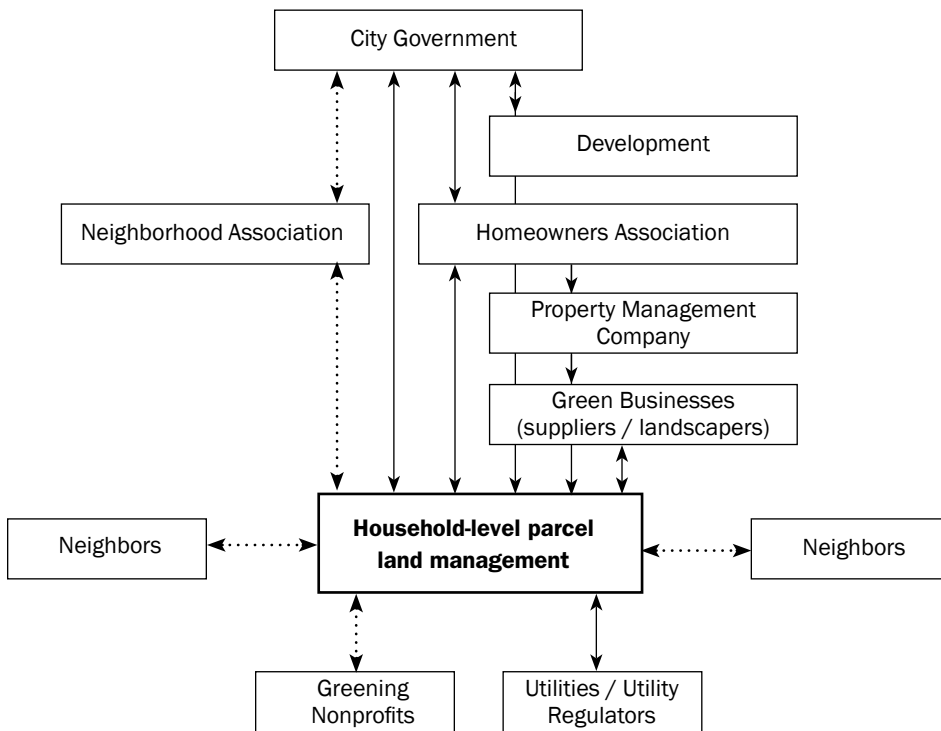 City Government
Development
Neighborhood Association
Homeowners Association
Property Management
Company
Green Businesses
(suppliers / landscapers)
Household-level parcel
land management
Neighbors
Neighbors
Greening
Nonprofits
Utilities / Utility
Regulators